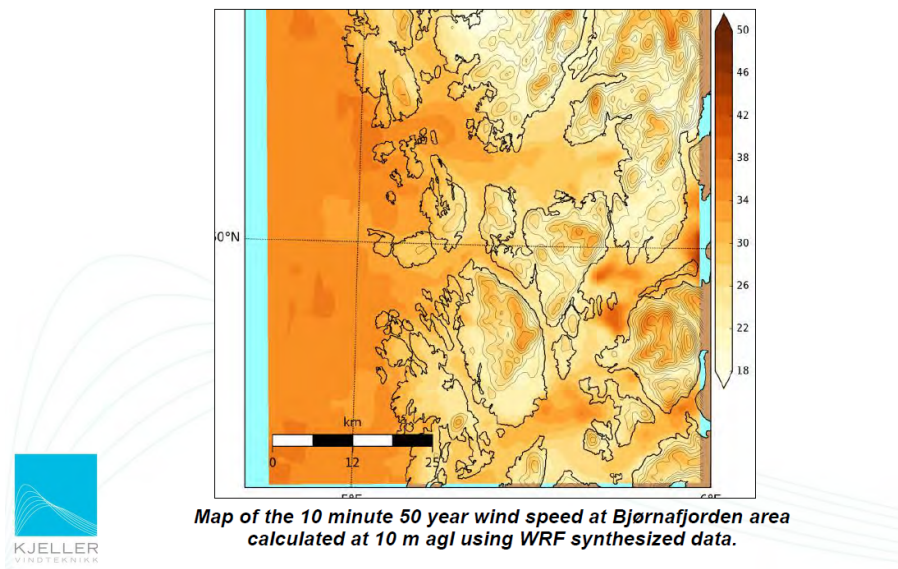 50
46
42
38
34
30
26
22
18
0°N
km
0 12 25
Map of the 10 minute 50 year wind speed at Bjørnafjorden area
calculated at 10 m agl using WRF synthesized data.
KJELLER
VINDTEKNIKK